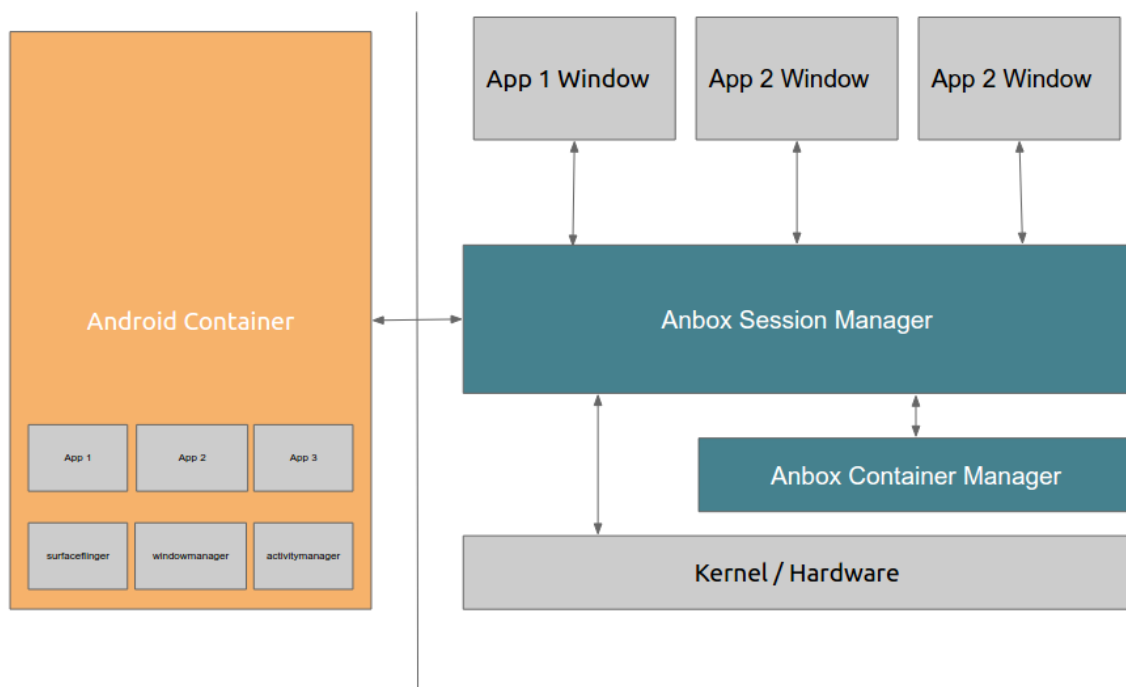 App 1 Window
App 2 Window
App 2 Window
Android Container
Anbox Session Manager
App 1
App 2
App 3
Anbox Container Manager
surfaceflinger
windowmanager
activitymanager
Kernel / Hardware